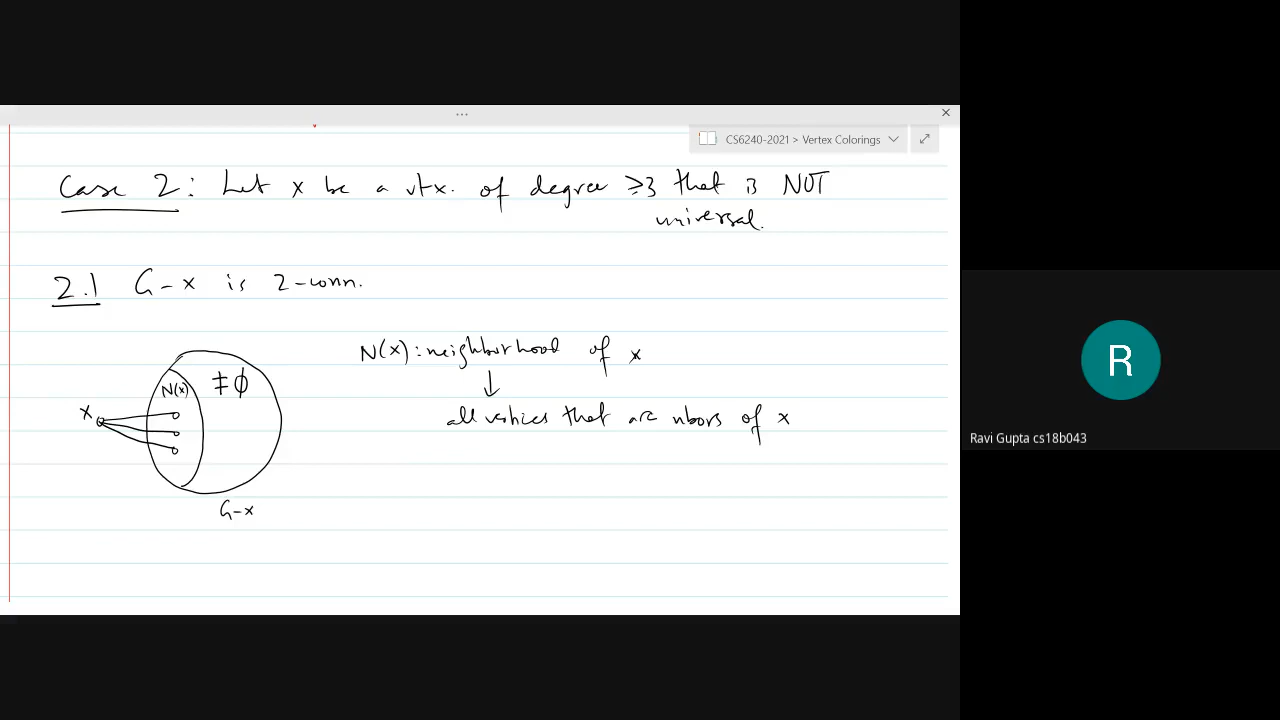 CS6240-2021 > Vertex Colorings
Case 2: Let x be a vtx. of degree ≥3 that is NOT
universal.
2.1 G-x is 2-conn.
N(x): neighborhood of x
↓
all vertices that are nbors of x
N(x) ≠ ϕ
x
G-x
R
Ravi Gupta cs18b043